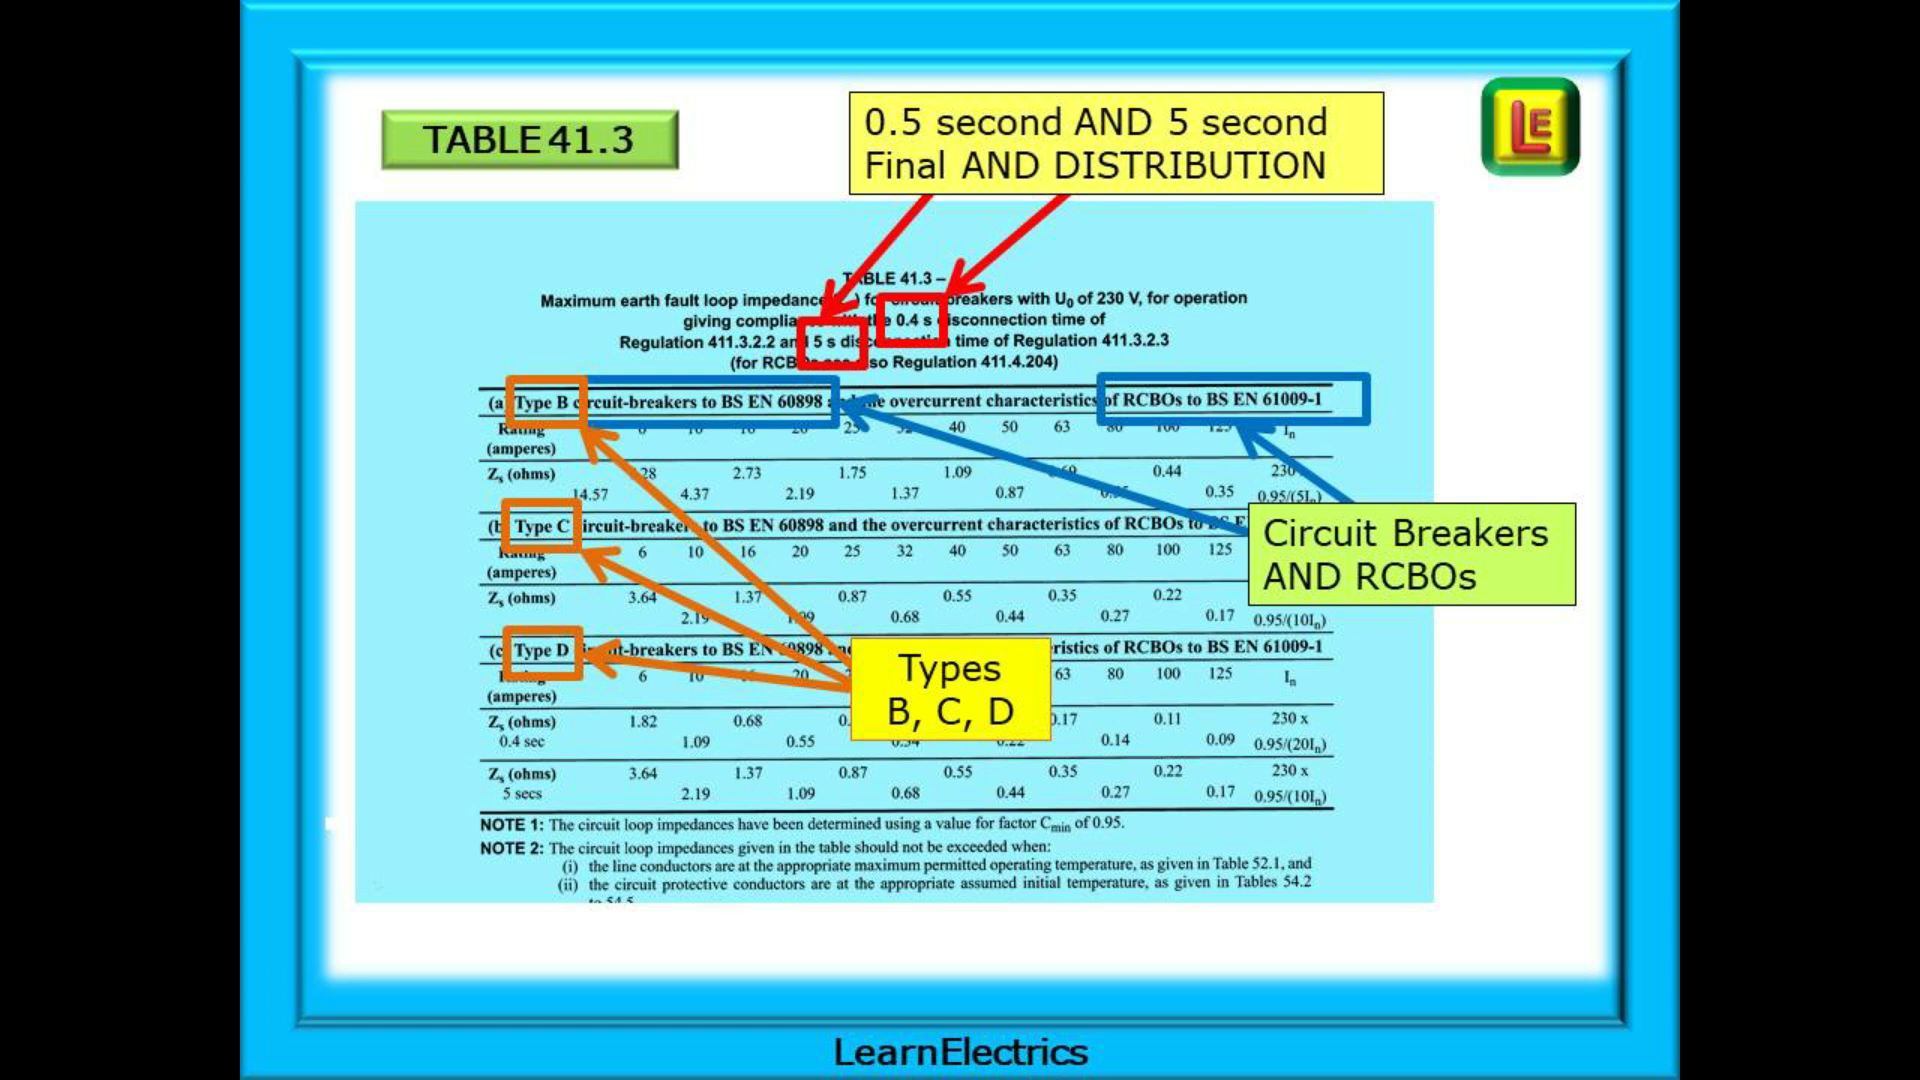 TABLE 41.3
0.5 second AND 5 second
Final AND DISTRIBUTION
LE
TABLE 41.3 –
Maximum earth fault loop impedance ) for circuit-breakers with U0 of 230 V, for operation
giving compliance with the 0.4 s disconnection time of
Regulation 411.3.2.2 and 5 s disconnection time of Regulation 411.3.2.3
(for RCBOs see also Regulation 411.4.204)
(a) Type B circuit-breakers to BS EN 60898 and the overcurrent characteristics of RCBOs to BS EN 61009-1
Rating 6 10 16 20 25 32 40 50 63 80 100 125 In
(amperes)
Zs (ohms) 2.73 1.75 1.09 0.69 0.44 230
14.57 4.37 2.19 1.37 0.87 0.35 0.95/(5In)
(b) Type C circuit-breakers to BS EN 60898 and the overcurrent characteristics of RCBOs to BS E
Rating 6 10 16 20 25 32 40 50 63 80 100 125
(amperes)
Circuit Breakers
AND RCBOs
Zs (ohms) 3.64 1.37 0.87 0.55 0.35 0.22
2.19 1.09 0.68 0.44 0.27 0.17 0.95/(10In)
(c) Type D circuit-breakers to BS EN 60898 ristics of RCBOs to BS EN 61009-1
Rating 6 10 16 20 63 80 100 125 In
(amperes)
Types
B, C, D
Zs (ohms) 1.82 0.68 0.17 0.11 230 x
0.4 sec 1.09 0.55 0.14 0.09 0.95/(20In)
Zs (ohms) 3.64 1.37 0.87 0.55 0.35 0.22 230 x
5 secs 2.19 1.09 0.68 0.44 0.27 0.17 0.95/(10In)
NOTE 1: The circuit loop impedances have been determined using a value for factor Cmin of 0.95.
NOTE 2: The circuit loop impedances given in the table should not be exceeded when:
(i) the line conductors are at the appropriate maximum permitted operating temperature, as given in Table 52.1, and
(ii) the circuit protective conductors are at the appropriate assumed initial temperature, as given in Tables 54.2
to 54.5
LearnElectrics